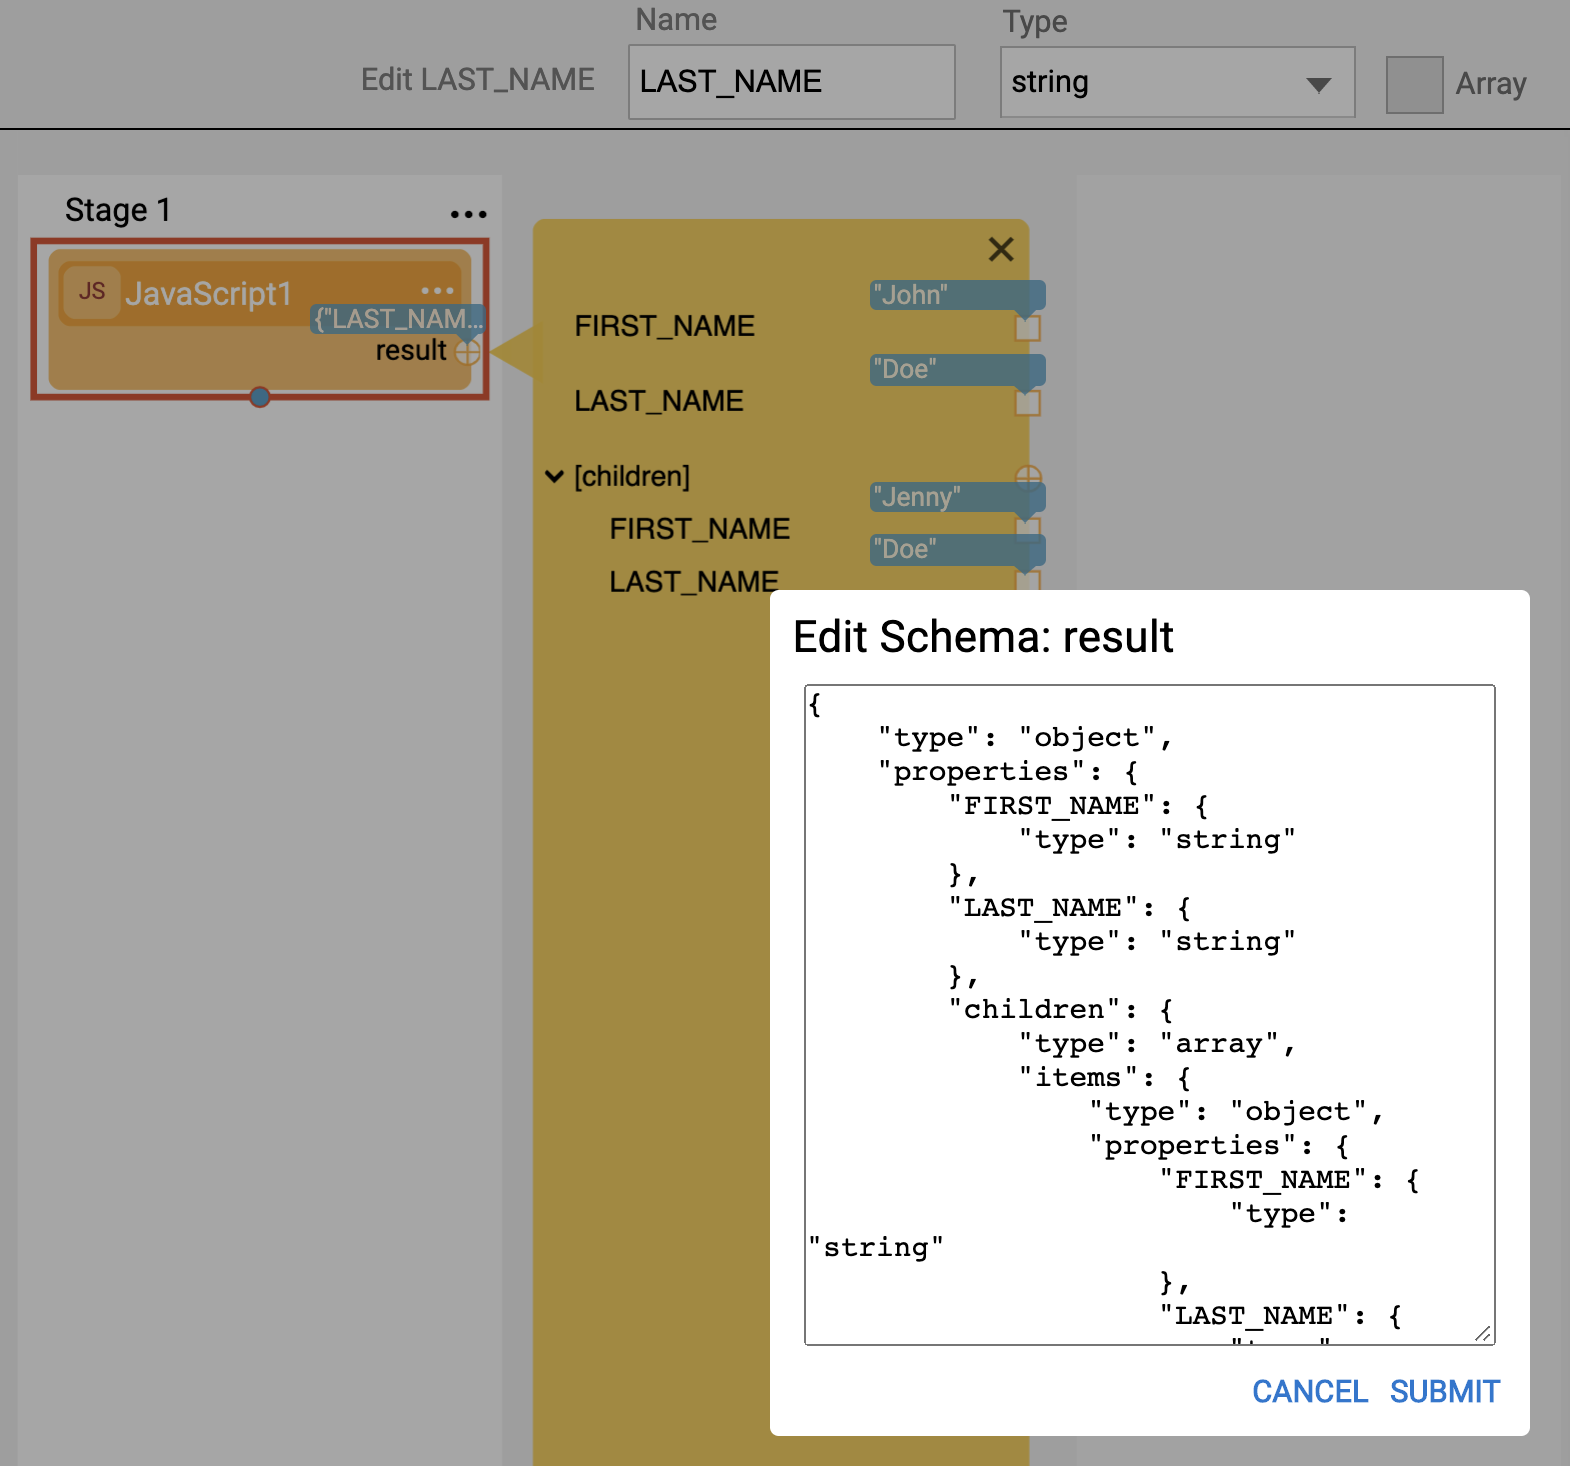 Name
Type
Edit LAST_NAME
LAST_NAME
string
Array
Stage 1
JS
JavaScript1
{"LAST_NAM...
result
"John"
FIRST_NAME
"Doe"
LAST_NAME
[children]
"Jenny"
FIRST_NAME
"Doe"
LAST_NAME
Edit Schema: result
{
"type": "object",
"properties": {
"FIRST_NAME": {
"type": "string"
},
"LAST_NAME": {
"type": "string"
},
"children": {
"type": "array",
"items": {
"type": "object",
"properties": {
"FIRST_NAME": {
"type":
"string"
},
"LAST_NAME": {
CANCEL
SUBMIT